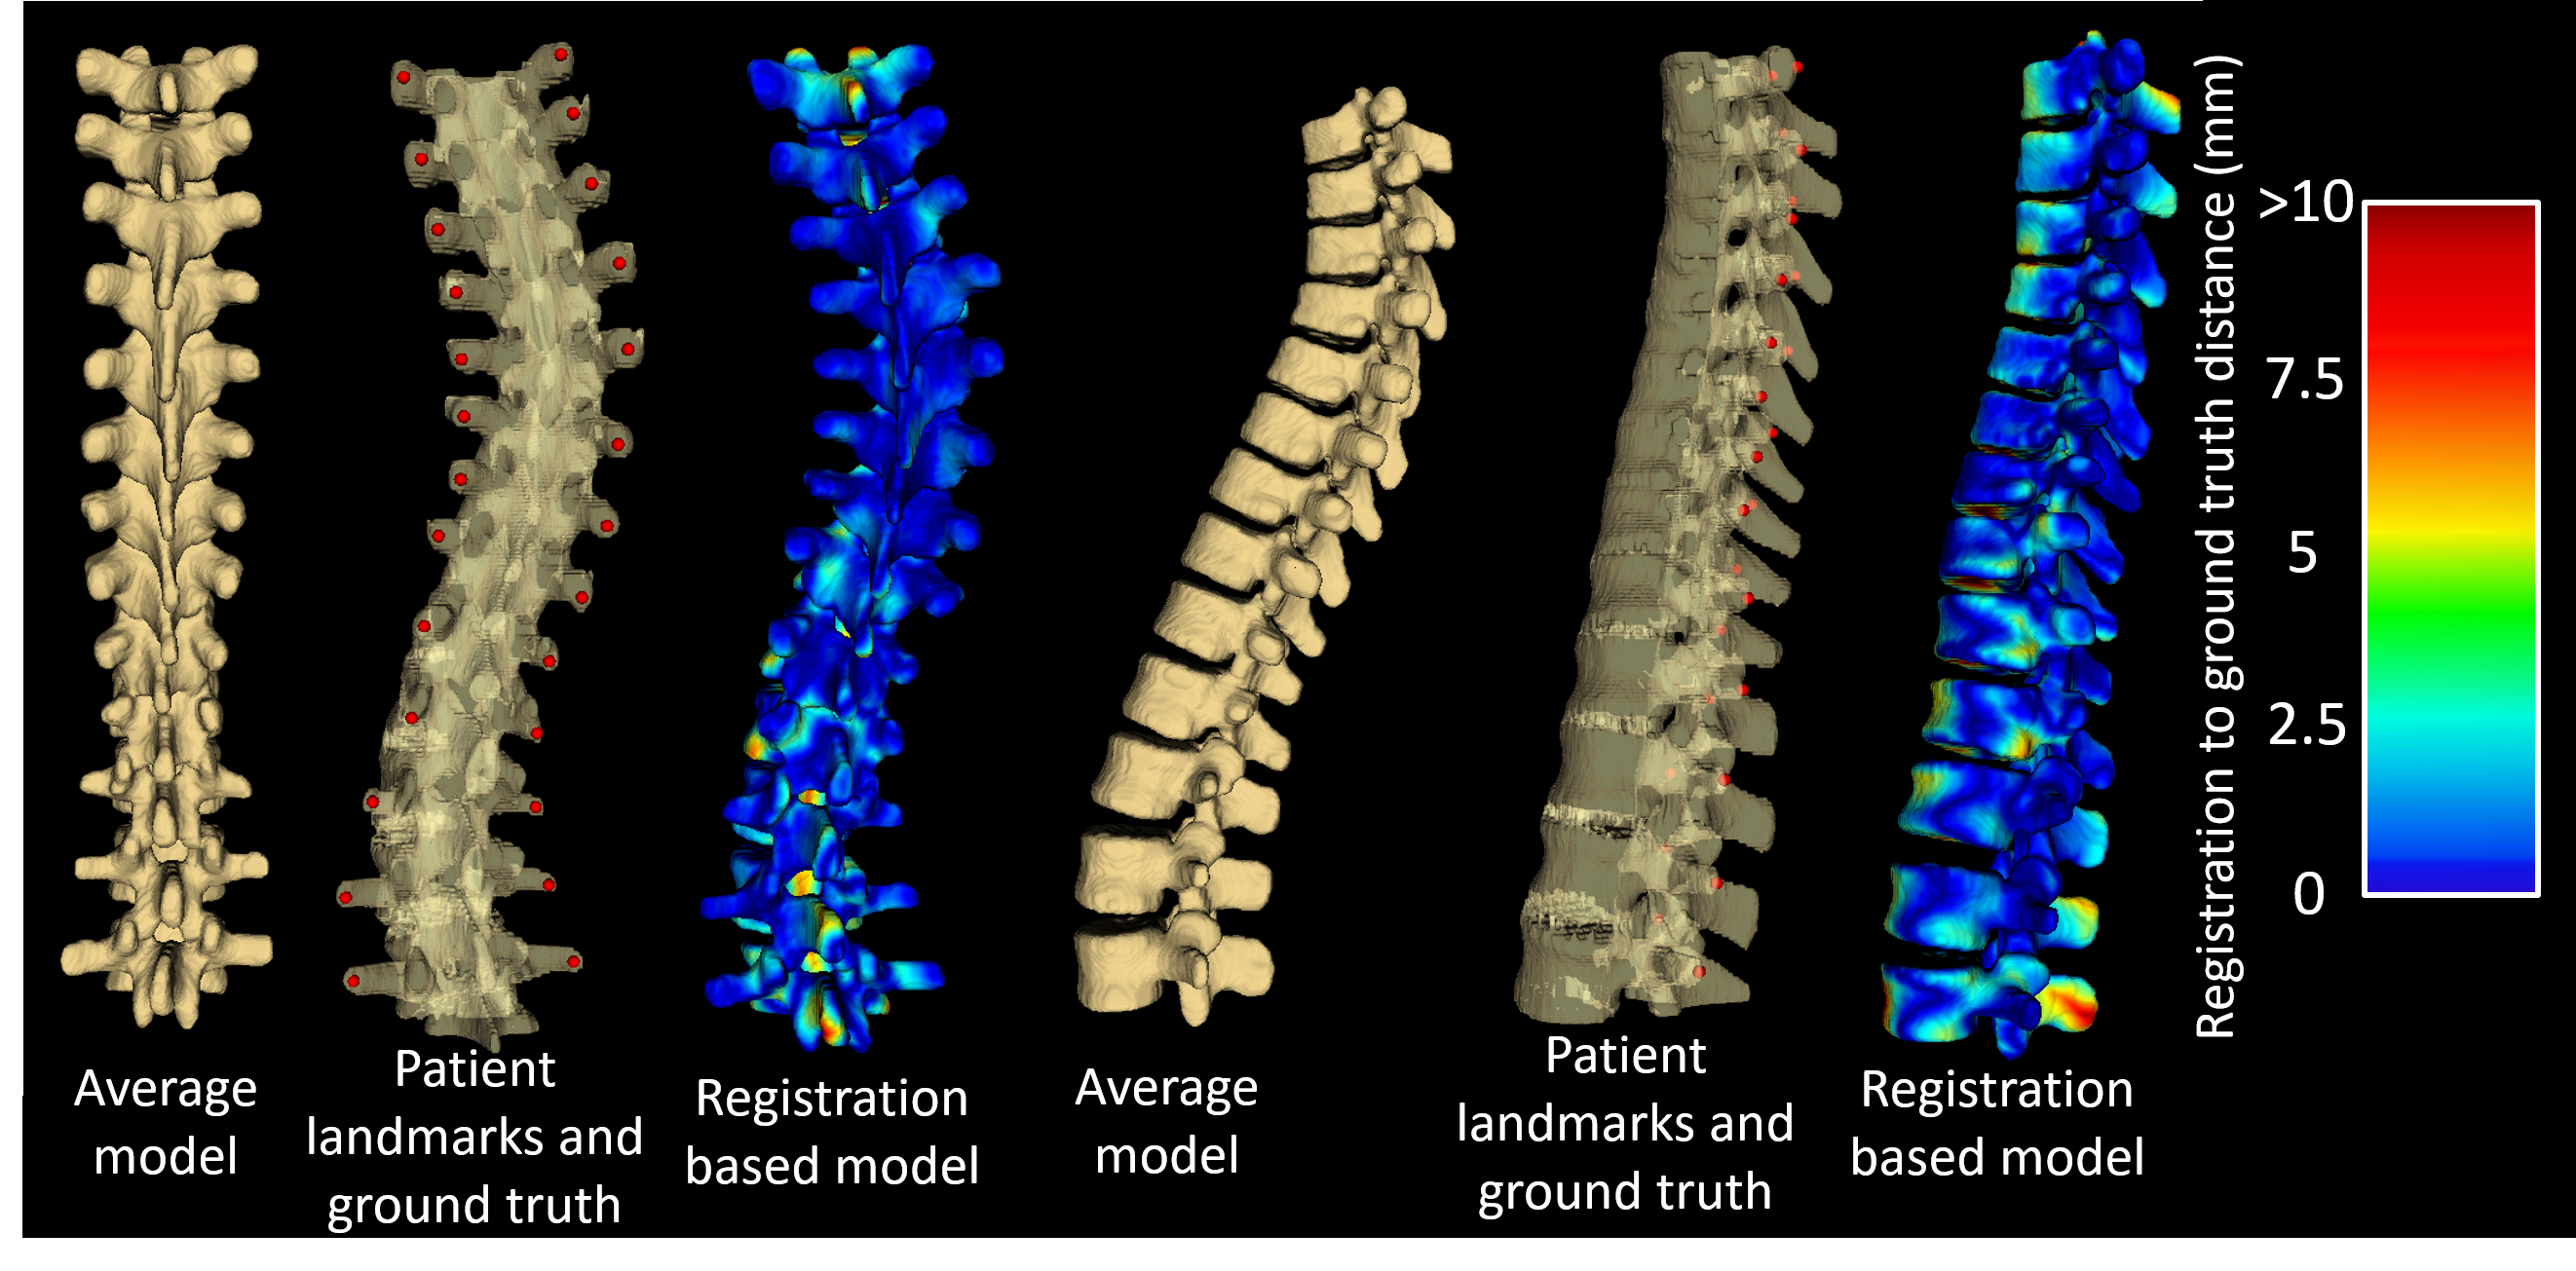 Average
model
Patient
landmarks and
ground truth
Registration
based model
Average
model
Patient
landmarks and
ground truth
Registration
based model
Registration to ground truth distance (mm)
>10
7.5
5
2.5
0